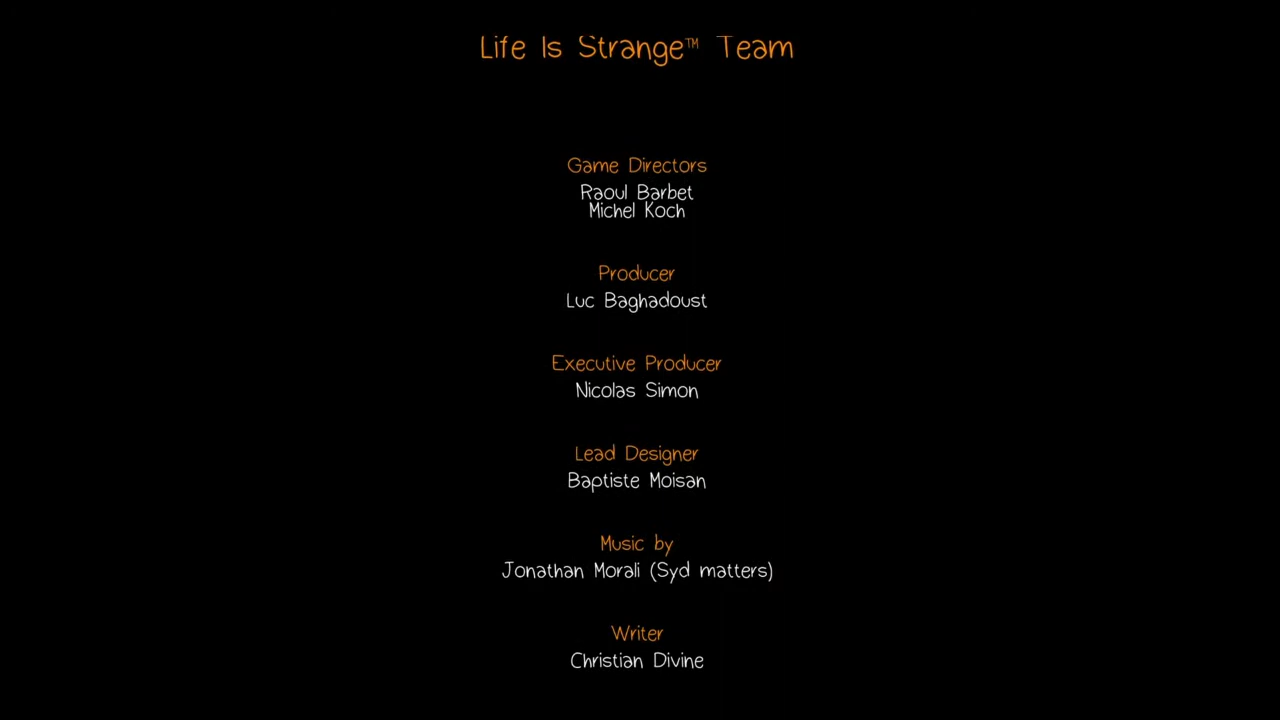 Life Is Strange™ Team
Game Directors
Raoul Barbet
Michel Koch
Producer
Luc Baghadoust
Executive Producer
Nicolas Simon
Lead Designer
Baptiste Moisan
Music by
Jonathan Morali (Syd matters)
Writer
Christian Divine